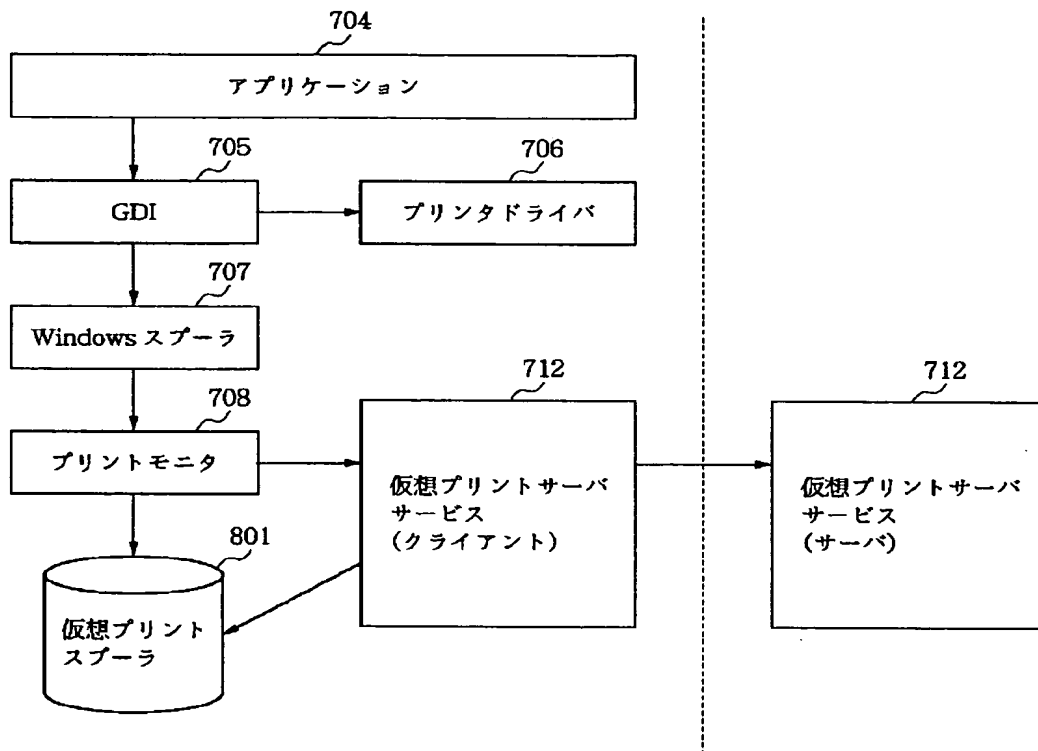 704
アプリケーション
705
GDI
706
プリンタドライバ
707
Windows スプーラ
708
プリントモニタ
712
仮想プリントサーバ
サービス
(クライアント)
712
仮想プリントサーバ
サービス
(サーバ)
801
仮想プリント
スプーラ